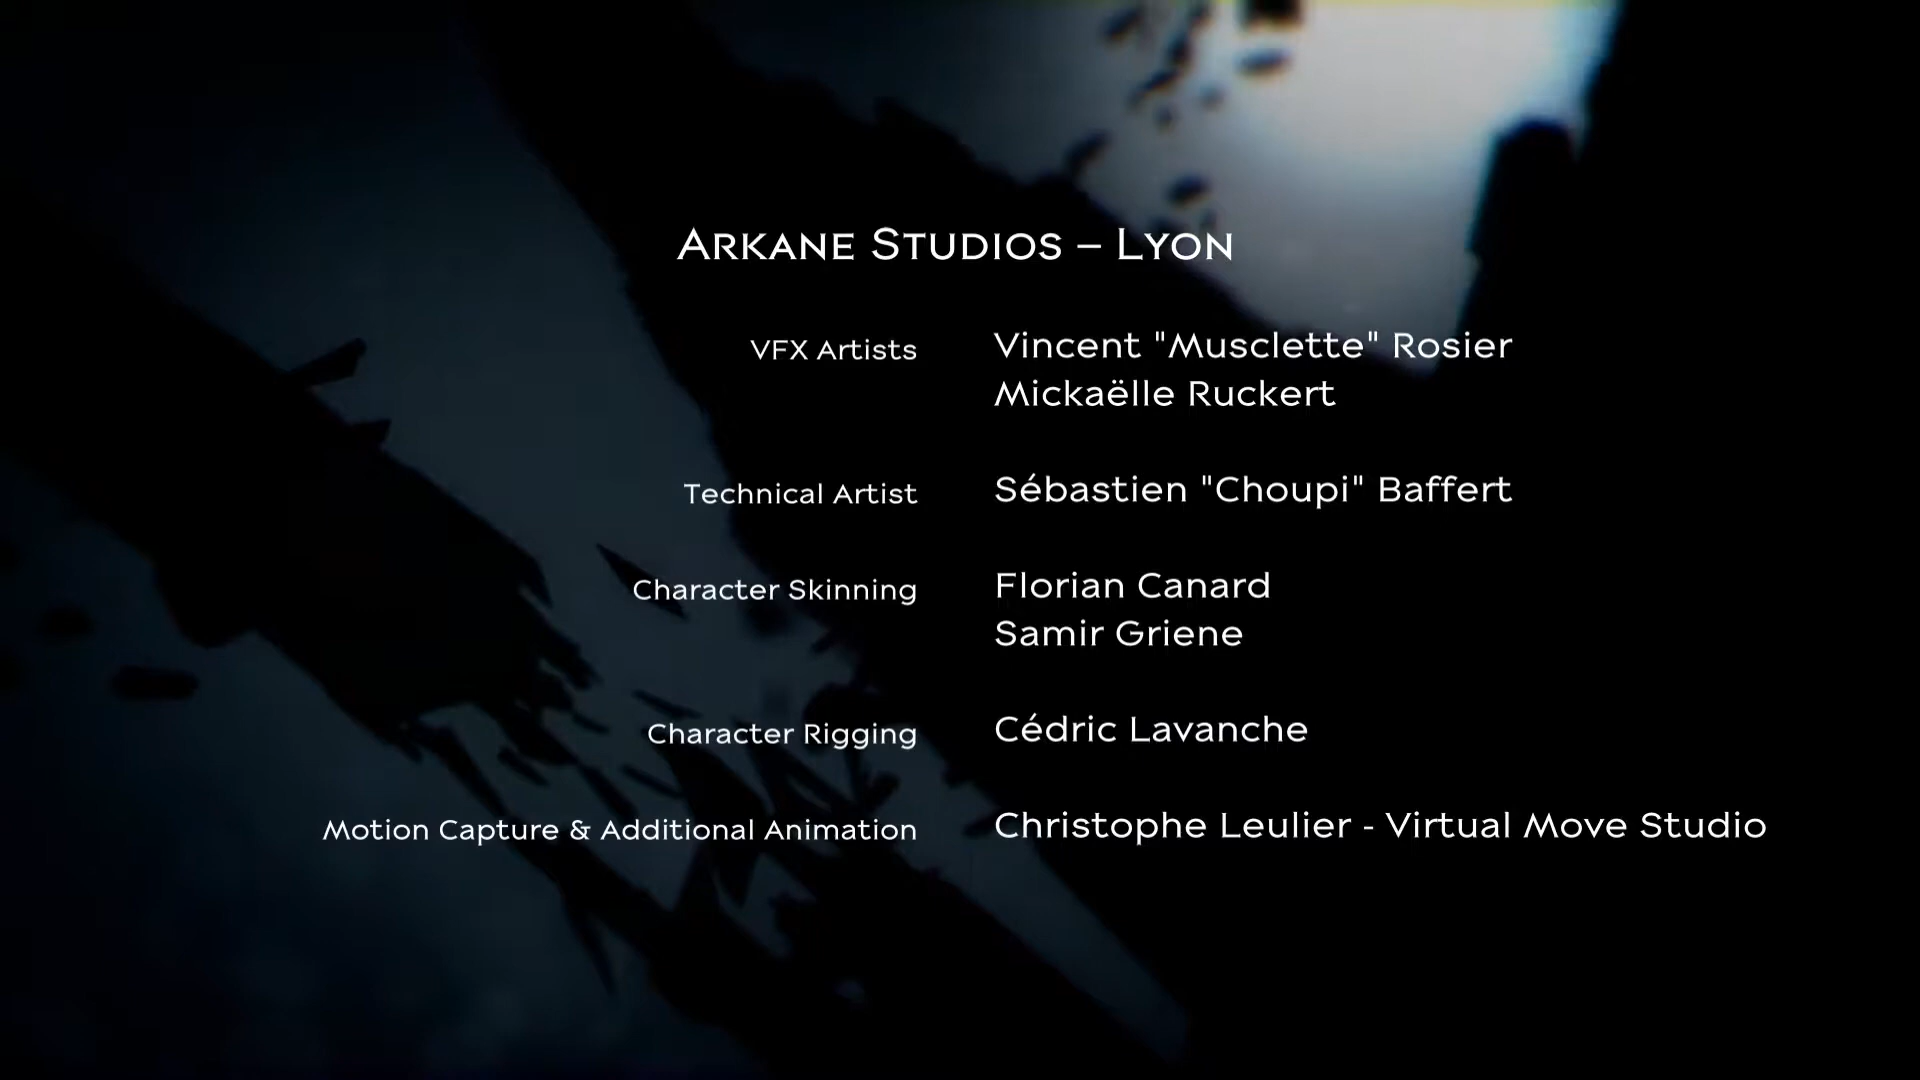 Arkane Studios – Lyon
VFX Artists Vincent "Musclette" Rosier
Mickaëlle Ruckert
Technical Artist Sébastien "Choupi" Baffert
Character Skinning Florian Canard
Samir Griene
Character Rigging Cédric Lavanche
Motion Capture & Additional Animation Christophe Leulier - Virtual Move Studio